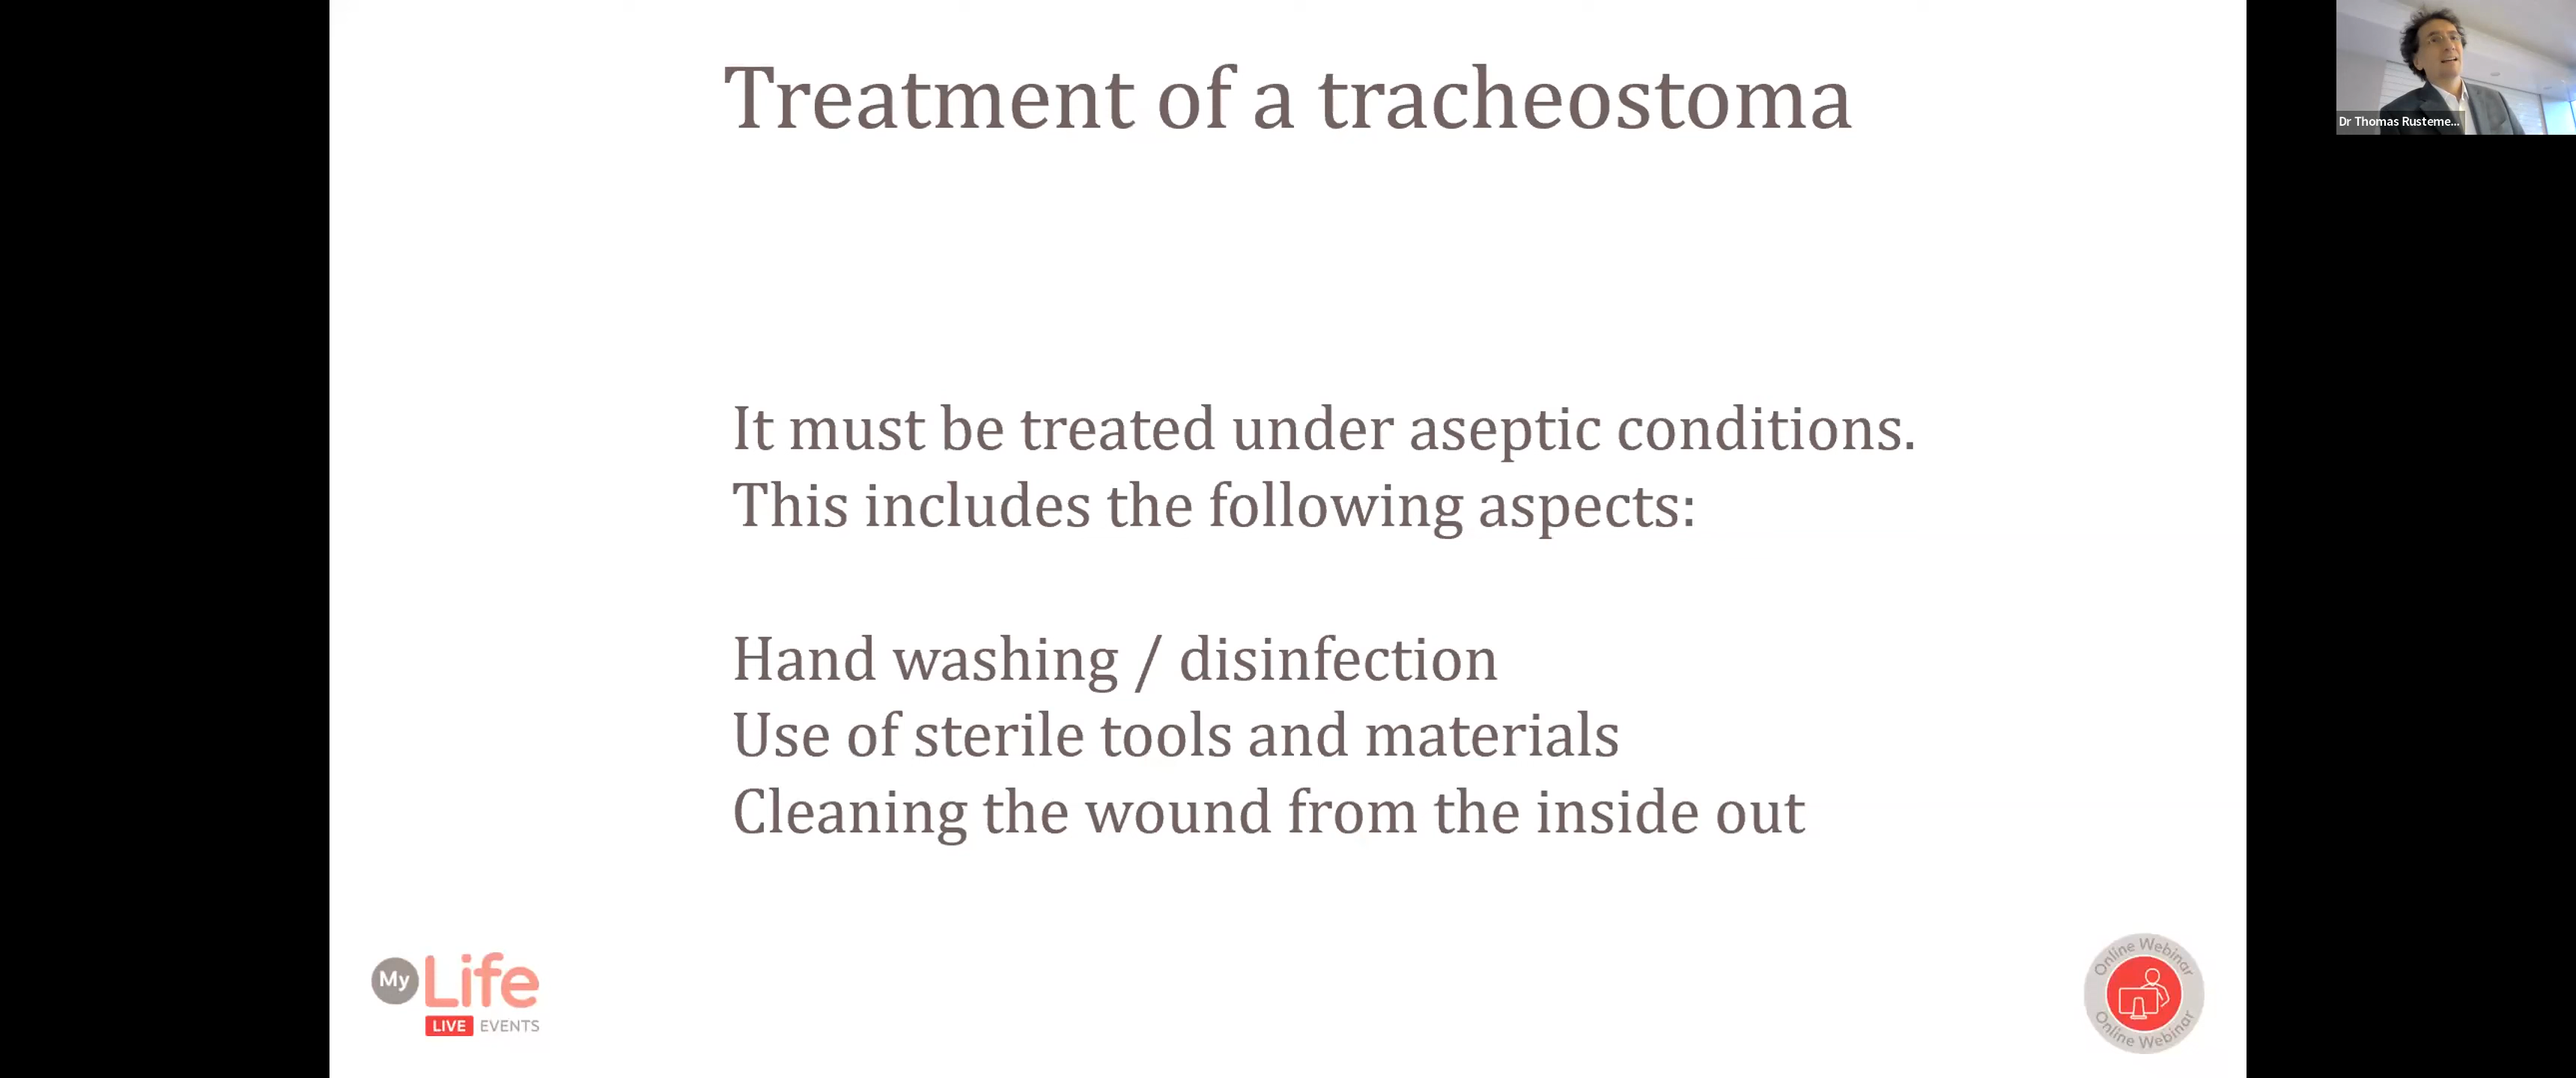 Treatment of a tracheostoma
Dr Thomas Rusteme...
It must be treated under aseptic conditions.
This includes the following aspects:
Hand washing / disinfection
Use of sterile tools and materials
Cleaning the wound from the inside out
My Life
LIVE EVENTS
Online Webinar
Online Webinar